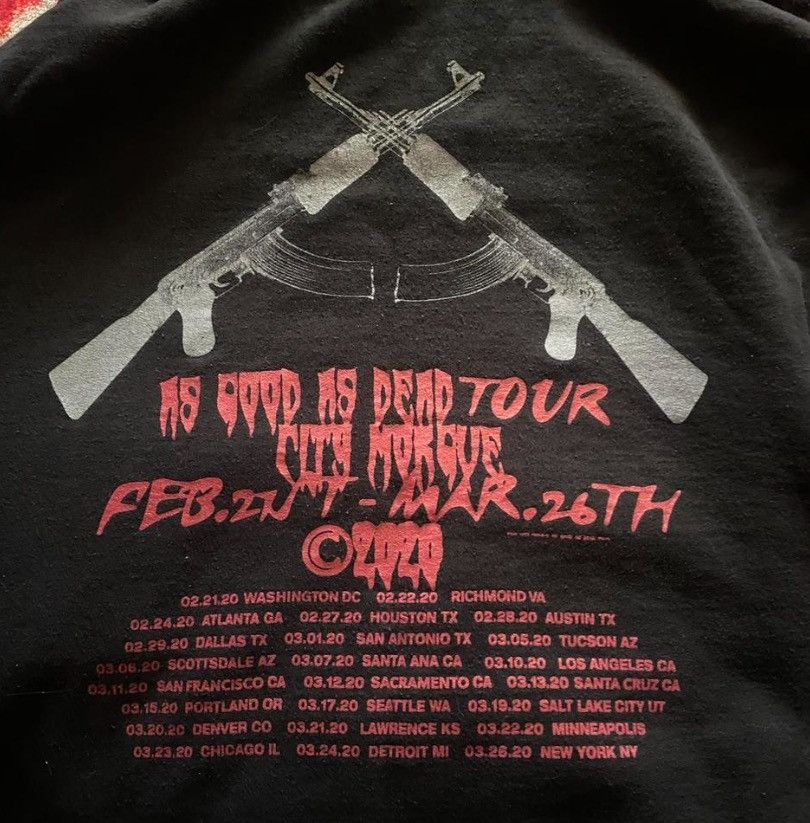 AS GOOD AS DEAD TOUR
CITY MORGUE
FEB.21ST - MAR.26TH
©2020
02.21.20 WASHINGTON DC 02.22.20 RICHMOND VA
02.24.20 ATLANTA GA 02.27.20 HOUSTON TX 02.28.20 AUSTIN TX
02.29.20 DALLAS TX 03.01.20 SAN ANTONIO TX 03.05.20 TUCSON AZ
03.06.20 SCOTTSDALE AZ 03.07.20 SANTA ANA CA 03.10.20 LOS ANGELES CA
03.11.20 SAN FRANCISCO CA 03.12.20 SACRAMENTO CA 03.13.20 SANTA CRUZ CA
03.15.20 PORTLAND OR 03.17.20 SEATTLE WA 03.19.20 SALT LAKE CITY UT
03.20.20 DENVER CO 03.21.20 LAWRENCE KS 03.22.20 MINNEAPOLIS
03.23.20 CHICAGO IL 03.24.20 DETROIT MI 03.26.20 NEW YORK NY